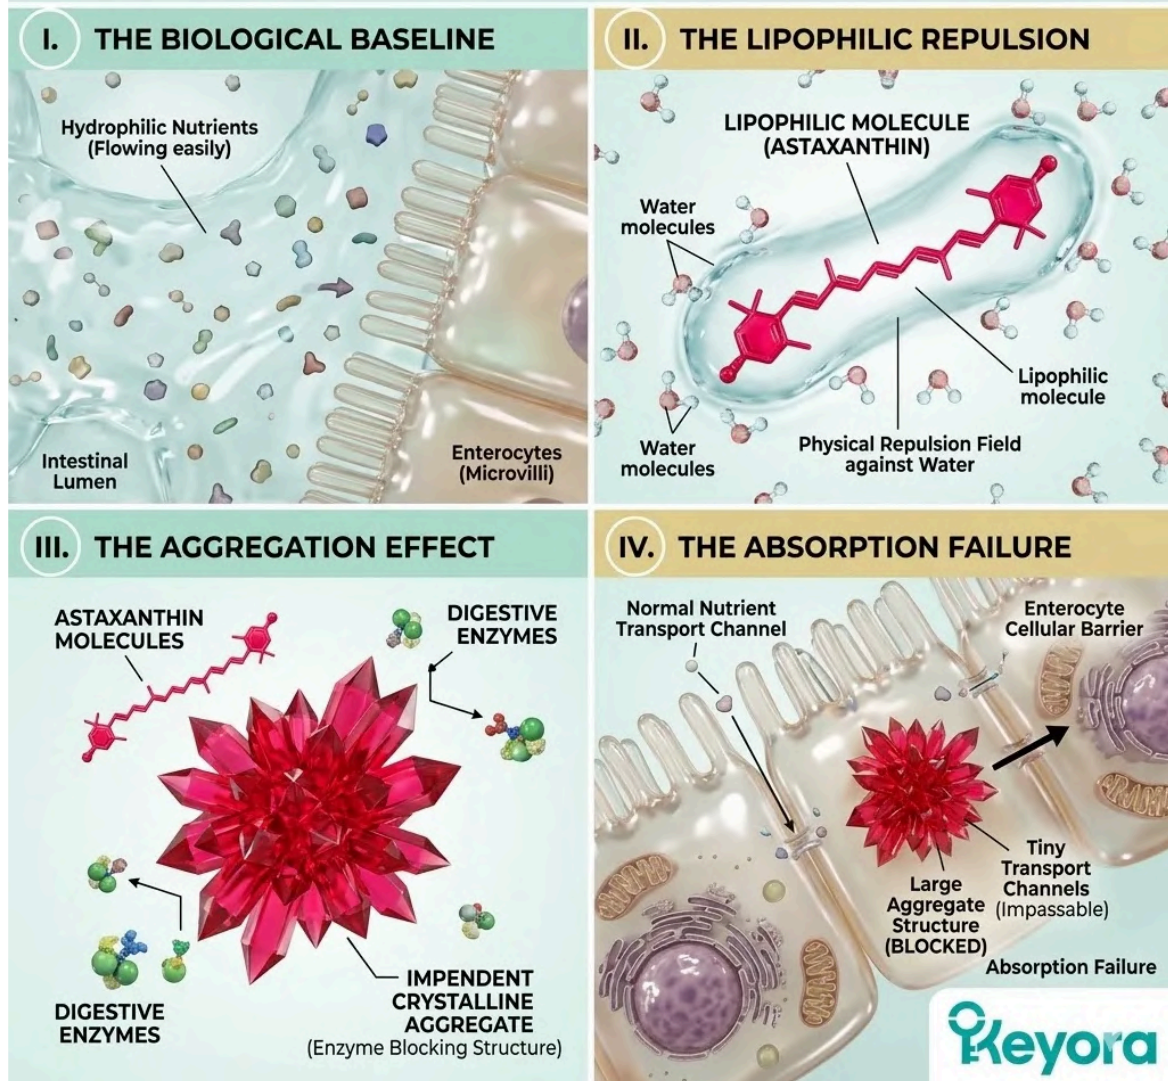 I. THE BIOLOGICAL BASELINE
Hydrophilic Nutrients
(Flowing easily)
Intestinal
Lumen
Enterocytes
(Microvilli)
II. THE LIPOPHILIC REPULSION
LIPOPHILIC MOLECULE
(ASTAXANTHIN)
Water
molecules
Lipophilic
molecule
Water
molecules
Physical Repulsion Field
against Water
III. THE AGGREGATION EFFECT
ASTAXANTHIN
MOLECULES
DIGESTIVE
ENZYMES
DIGESTIVE
ENZYMES
IMPENDENT
CRYSTALLINE
AGGREGATE
(Enzyme Blocking Structure)
IV. THE ABSORPTION FAILURE
Normal Nutrient
Transport Channel
Enterocyte
Cellular Barrier
Tiny
Transport
Channels
(Impassable)
Large
Aggregate
Structure
(BLOCKED)
Absorption Failure
Keyora